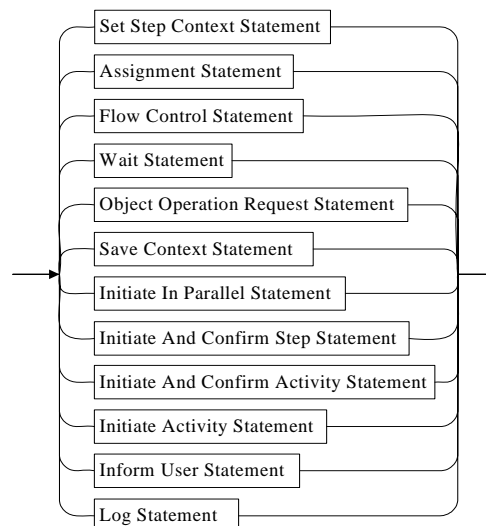 Set Step Context Statement
Assignment Statement
Flow Control Statement
Wait Statement
Object Operation Request Statement
Save Context Statement
Initiate In Parallel Statement
Initiate And Confirm Step Statement
Initiate And Confirm Activity Statement
Initiate Activity Statement
Inform User Statement
Log Statement